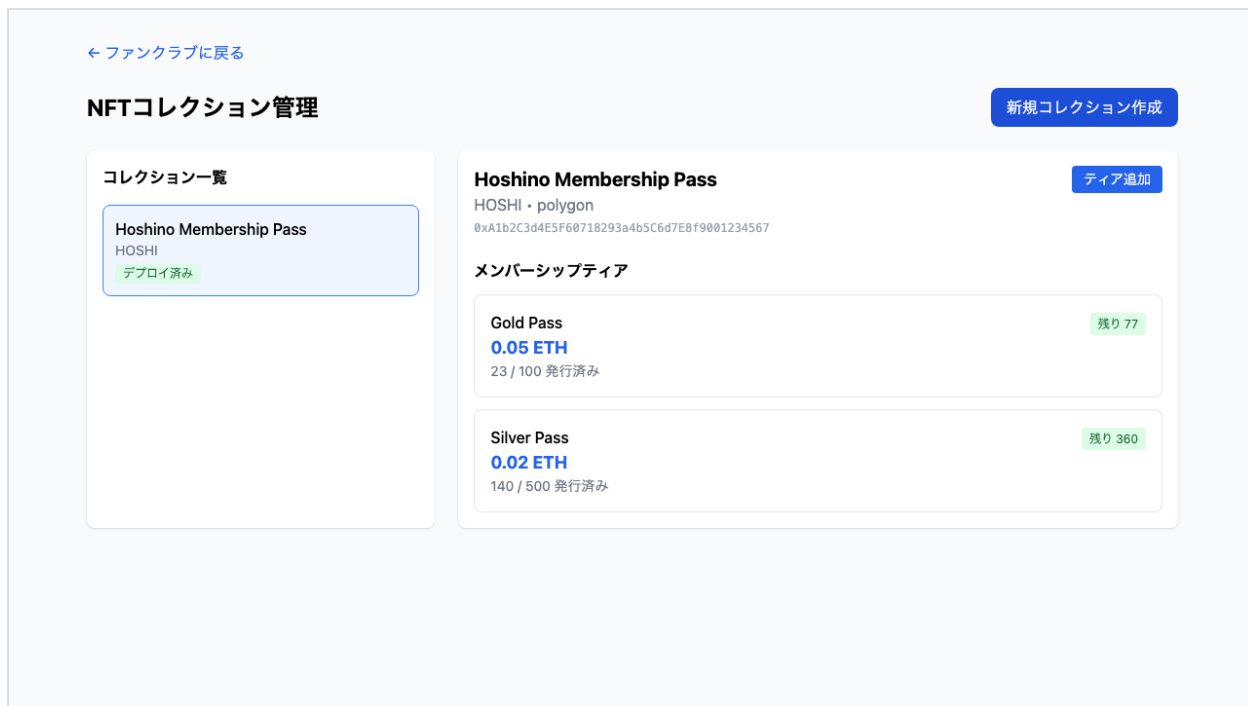 ← ファンクラブに戻る
NFTコレクション管理
新規コレクション作成
コレクション一覧
Hoshino Membership Pass
HOSHI
デプロイ済み
Hoshino Membership Pass
ティア追加
HOSHI • polygon
0xA1b2C3d4E5F60718293a4b5C6d7E8f9001234567
メンバーシップティア
Gold Pass
残り 77
0.05 ETH
23 / 100 発行済み
Silver Pass
残り 360
0.02 ETH
140 / 500 発行済み